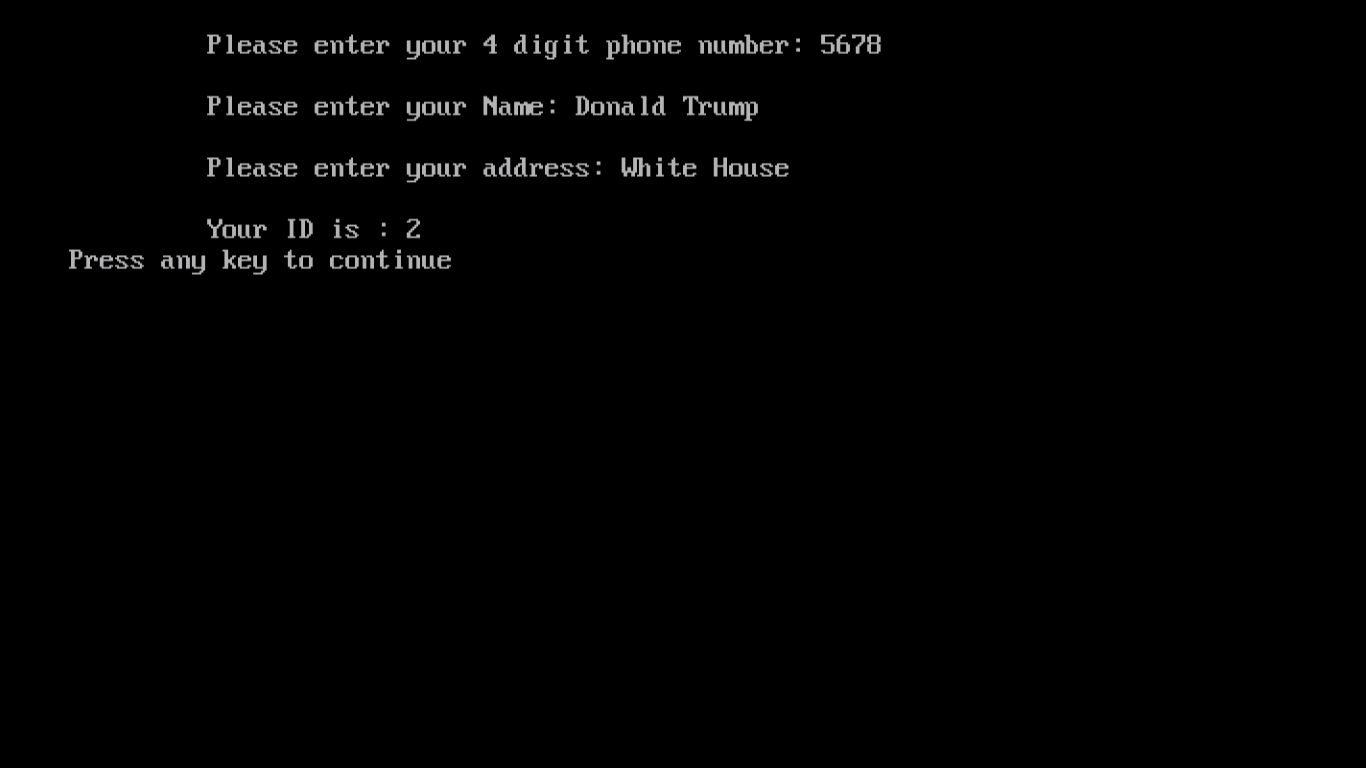 Please enter your 4 digit phone number: 5678
Please enter your Name: Donald Trump
Please enter your address: White House
Your ID is : 2
Press any key to continue